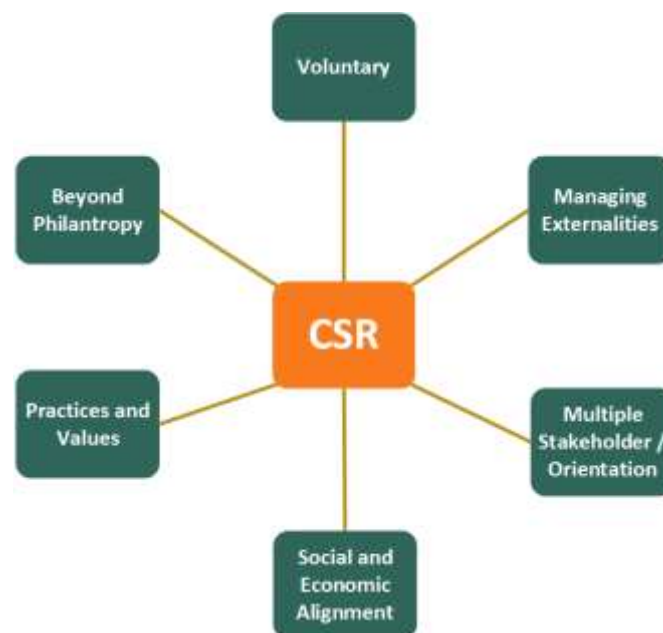 Voluntary
Beyond
Philantropy
Managing
Externalities
CSR
Practices and
Values
Multiple
Stakeholder /
Orientation
Social and
Economic
Alignment